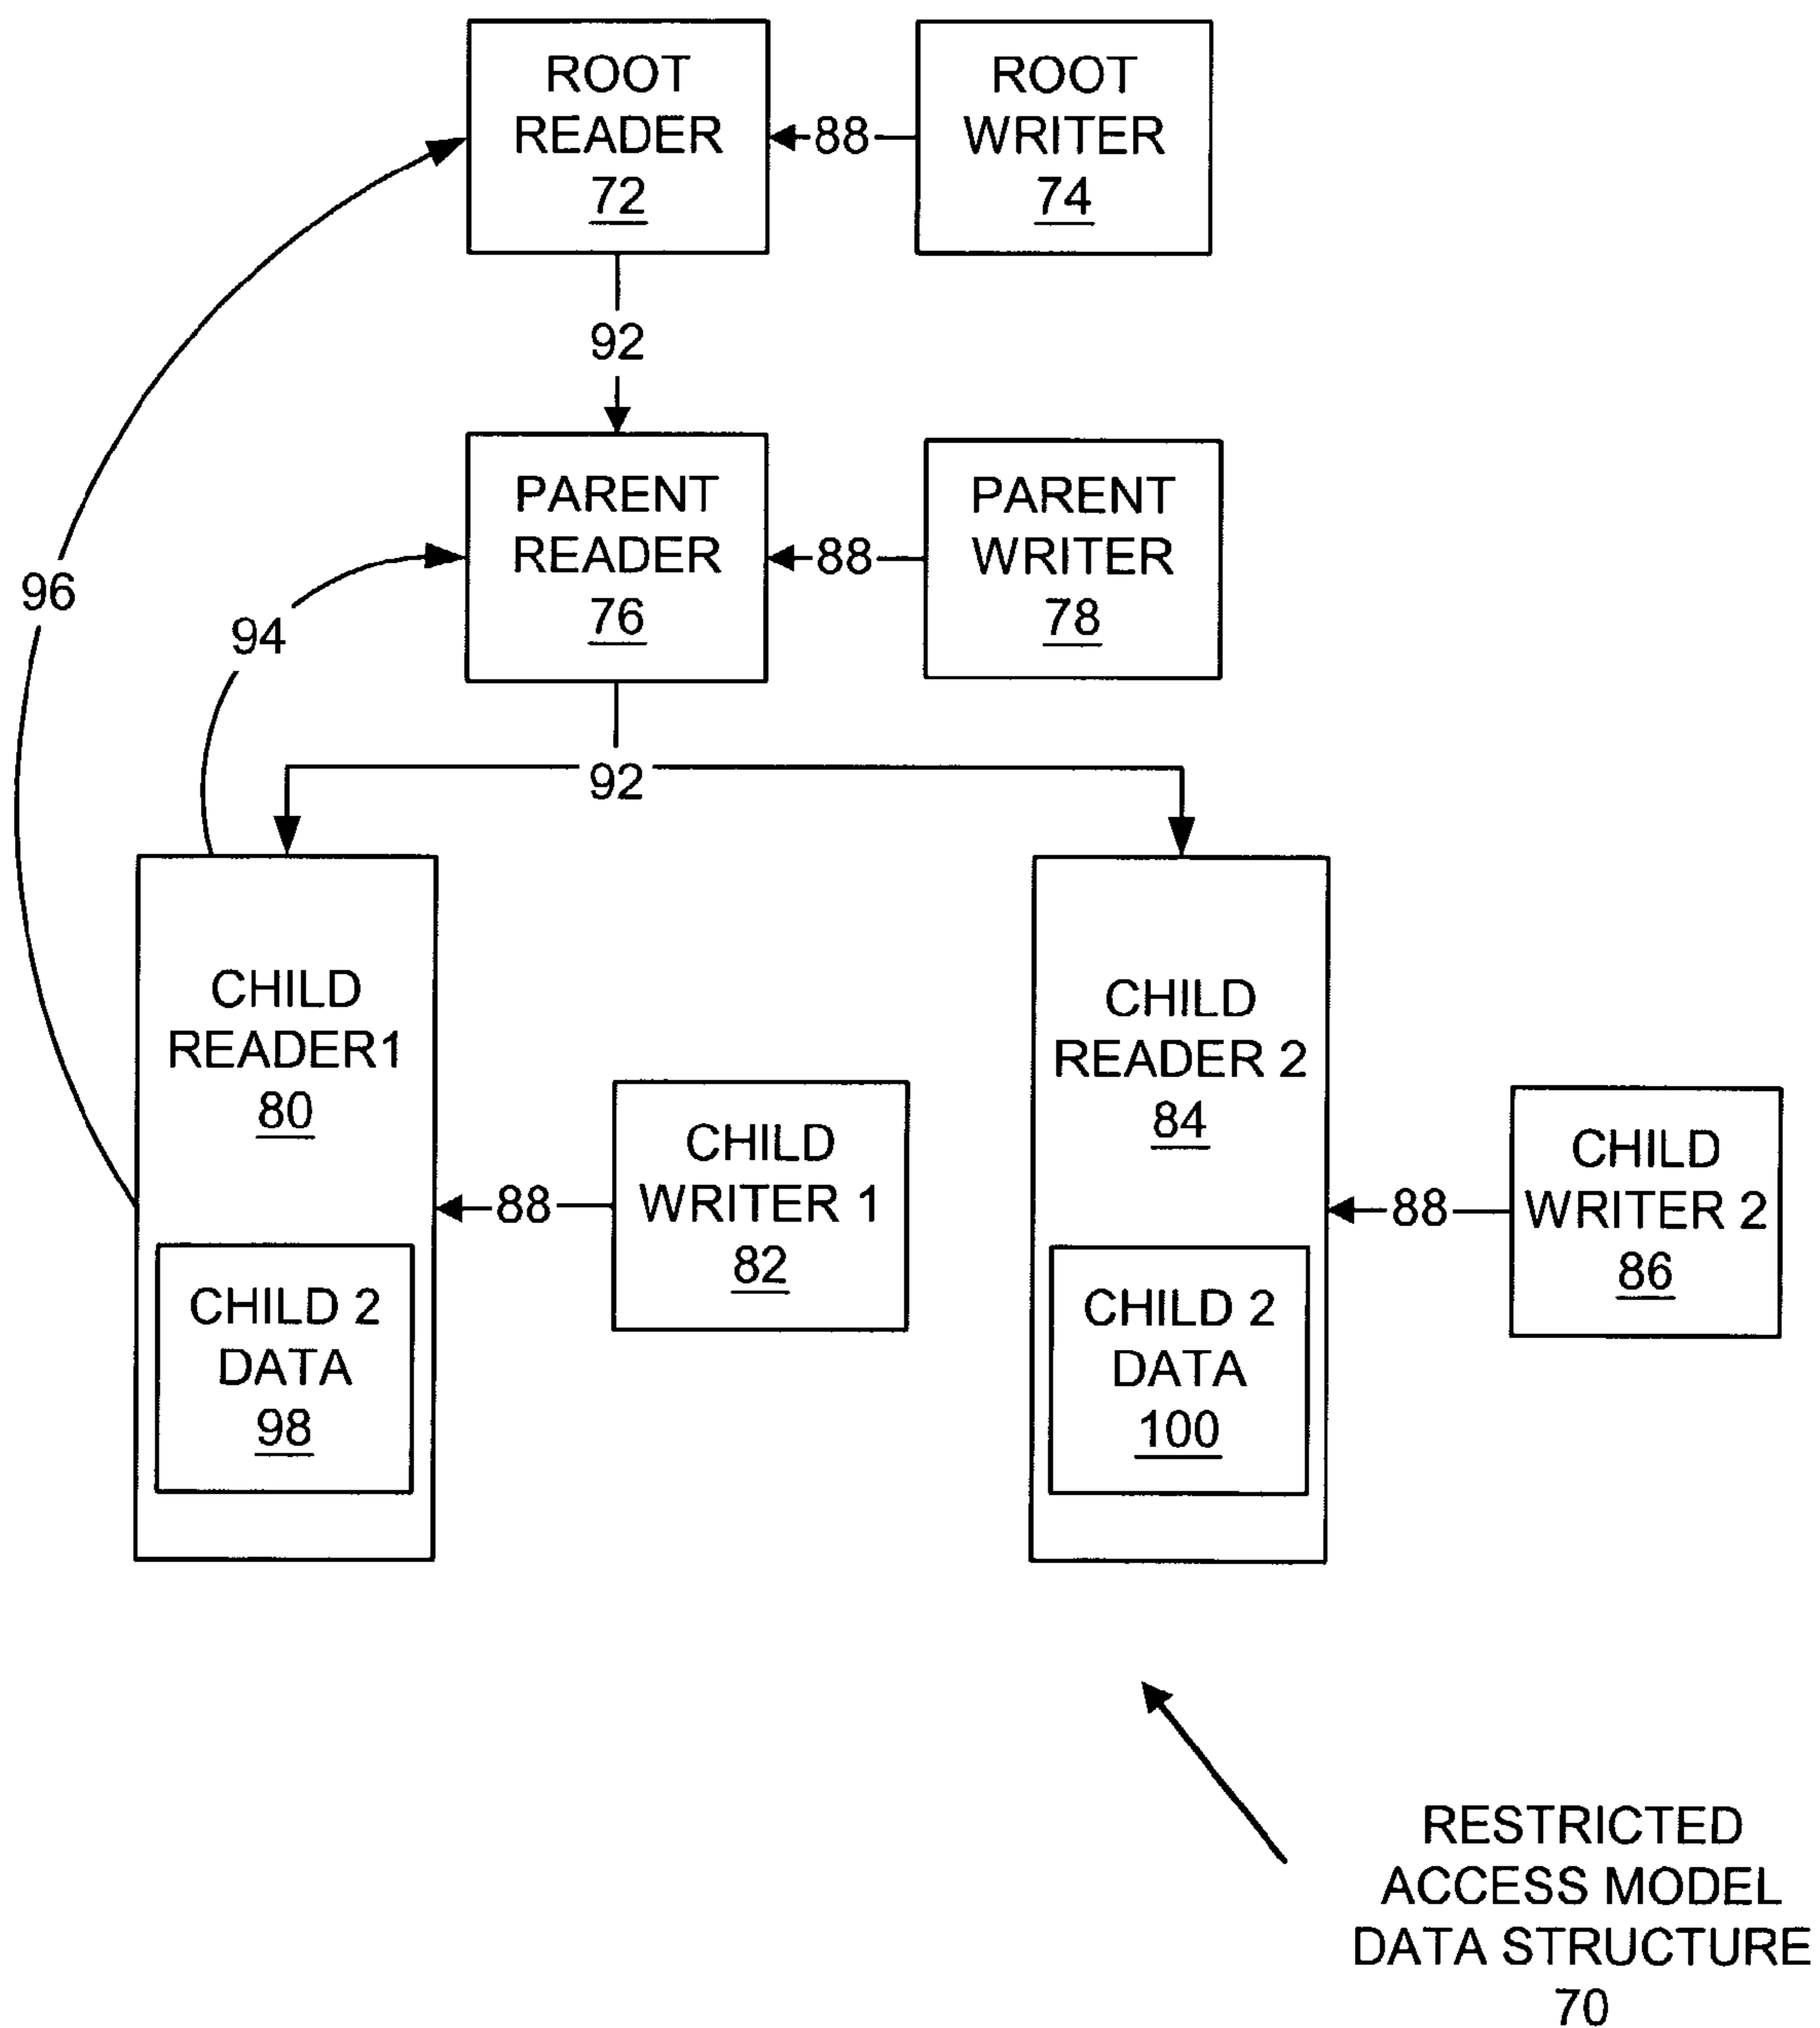 ROOT
READER
72
88
ROOT
WRITER
74
92
PARENT
READER
76
88
PARENT
WRITER
78
96
94
92
CHILD
READER1
80
CHILD 2
DATA
98
88
CHILD
WRITER 1
82
CHILD
READER 2
84
CHILD 2
DATA
100
88
CHILD
WRITER 2
86
RESTRICTED
ACCESS MODEL
DATA STRUCTURE
70